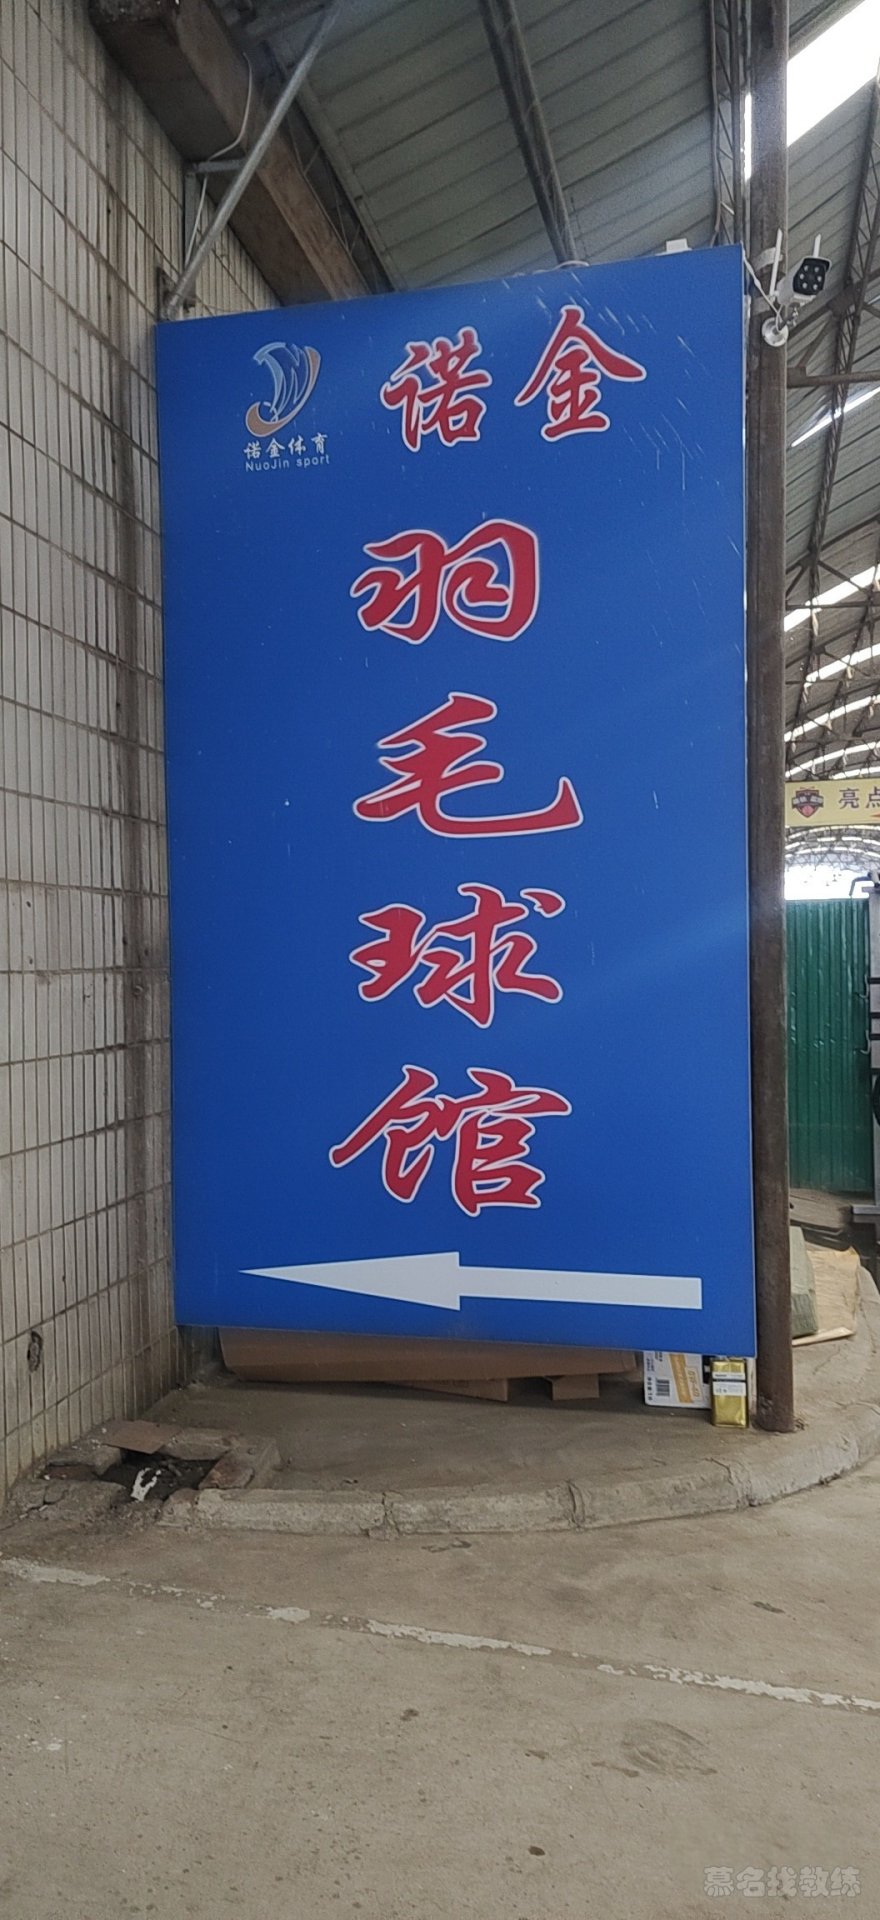 诺金
诺金体育
NuoJin sport
羽
毛
球
馆
亮点
慕名找教练